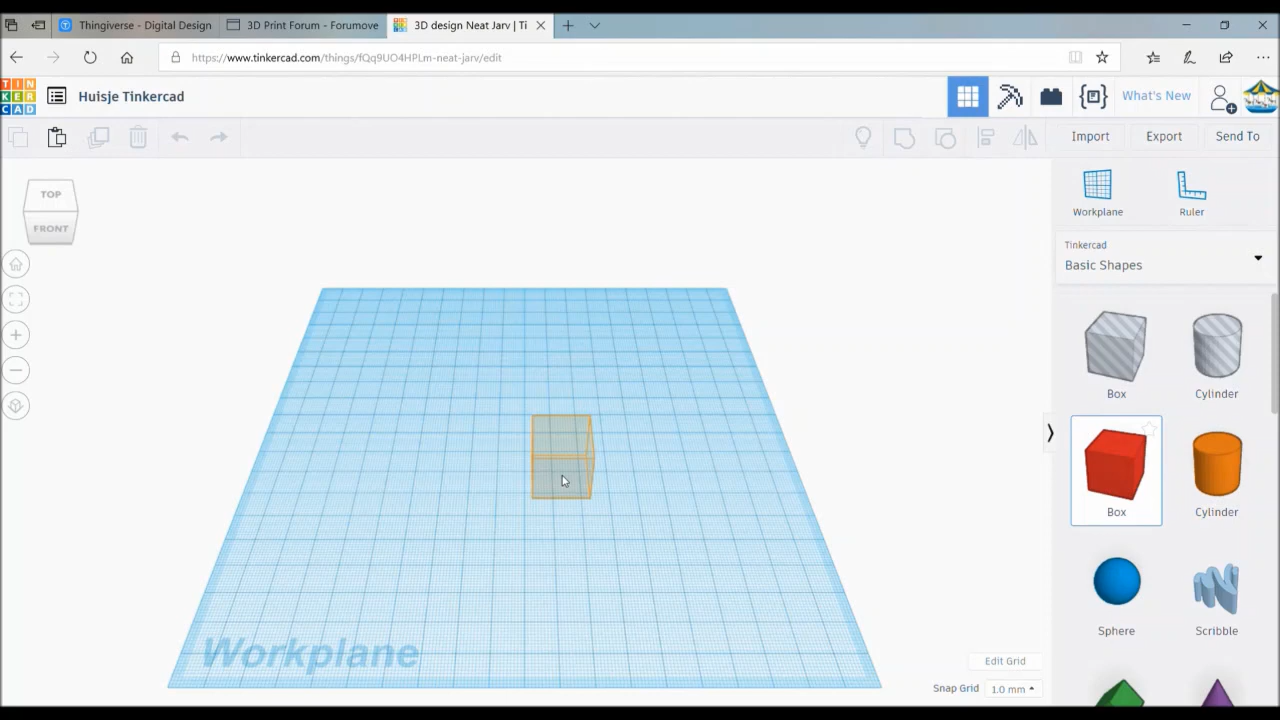 Thingiverse - Digital Design
3D Print Forum - Forumove
3D design Neat Jarv | Ti
https://www.tinkercad.com/things/fQq9UO4HPLm-neat-jarv/edit
TIN
KER
CAD
Huisje Tinkercad
What's New
Import
Export
Send To
TOP
FRONT
Workplane
Ruler
Tinkercad
Basic Shapes
Box
Cylinder
Box
Cylinder
Sphere
Scribble
Workplane
Edit Grid
Snap Grid
1.0 mm